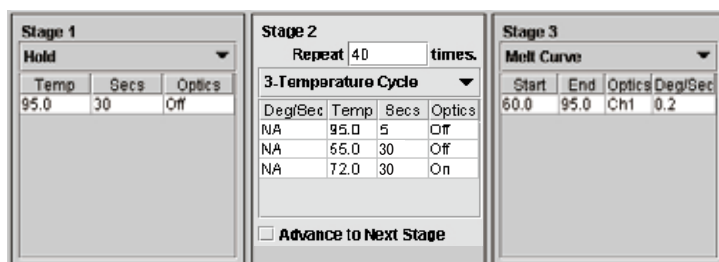 Stage 1
Hold
Temp Secs Optics
95.0 30 Off
Stage 2
Repeat 40 times.
3-Temperature Cycle
Deg/Sec Temp Secs Optics
NA 95.0 5 Off
NA 55.0 30 Off
NA 72.0 30 On
Advance to Next Stage
Stage 3
Melt Curve
Start End Optics Deg/Sec
60.0 95.0 Ch1 0.2